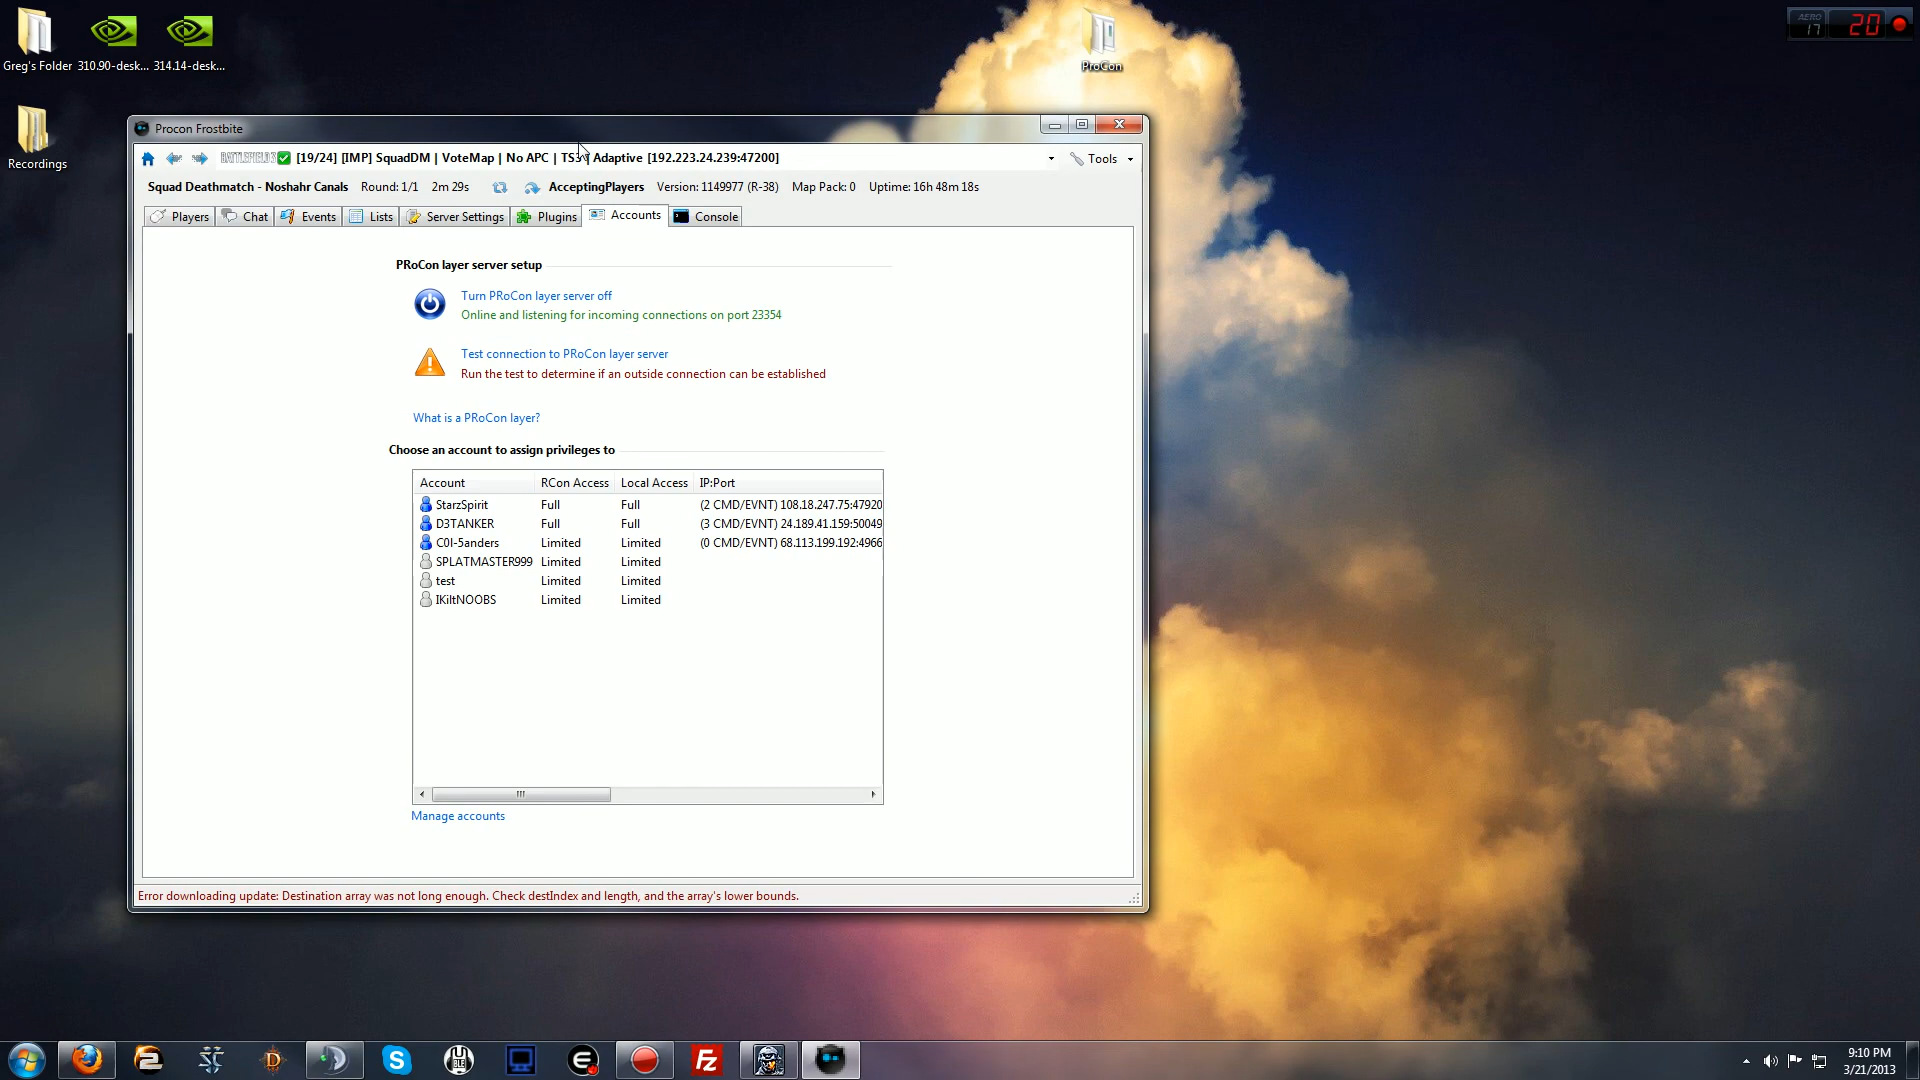 Greg's Folder
310.90-desk...
314.14-desk...
ProCon
AERO
17
20
Recordings
Procon Frostbite
BATTLEFIELD 3
[19/24] [IMP] SquadDM | VoteMap | No APC | TS3 | Adaptive [192.223.24.239:47200]
Tools
Squad Deathmatch - Noshahr Canals Round: 1/1 2m 29s AcceptingPlayers Version: 1149977 (R-38) Map Pack: 0 Uptime: 16h 48m 18s
Players Chat Events Lists Server Settings Plugins Accounts Console
PRoCon layer server setup
Turn PRoCon layer server off
Online and listening for incoming connections on port 23354
Test connection to PRoCon layer server
Run the test to determine if an outside connection can be established
What is a PRoCon layer?
Choose an account to assign privileges to
Account RCon Access Local Access IP:Port
StarzSpirit Full Full (2 CMD/EVNT) 108.18.247.75:47920
D3TANKER Full Full (3 CMD/EVNT) 24.189.41.159:50049
C0I-5anders Limited Limited (0 CMD/EVNT) 68.113.199.192:4966
SPLATMASTER999 Limited Limited
test Limited Limited
IKiltNOOBS Limited Limited
Manage accounts
Error downloading update: Destination array was not long enough. Check destIndex and length, and the array's lower bounds.
9:10 PM
3/21/2013